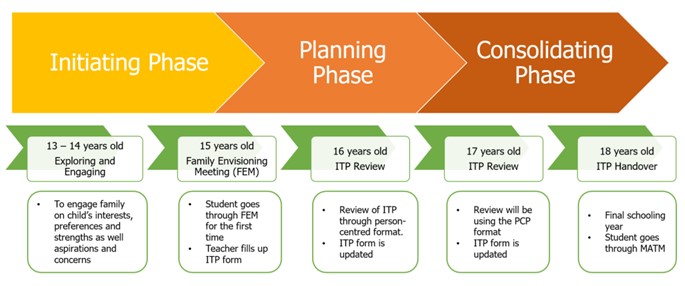 Initiating Phase
Planning
Phase
Consolidating
Phase
13 – 14 years old
Exploring and
Engaging
15 years old
Family Envisioning
Meeting (FEM)
16 years old
ITP Review
17 years old
ITP Review
18 years old
ITP Handover
• To engage family
on child's interests,
preferences and
strengths as well
aspirations and
concerns
• Student goes
through FEM
for the first
time
• Teacher fills up
ITP form
• Review of ITP
through person-
centred format.
• ITP form is
updated
• Review will be
using the PCP
format
• ITP form is
updated
• Final schooling
year
• Student goes
through MATM